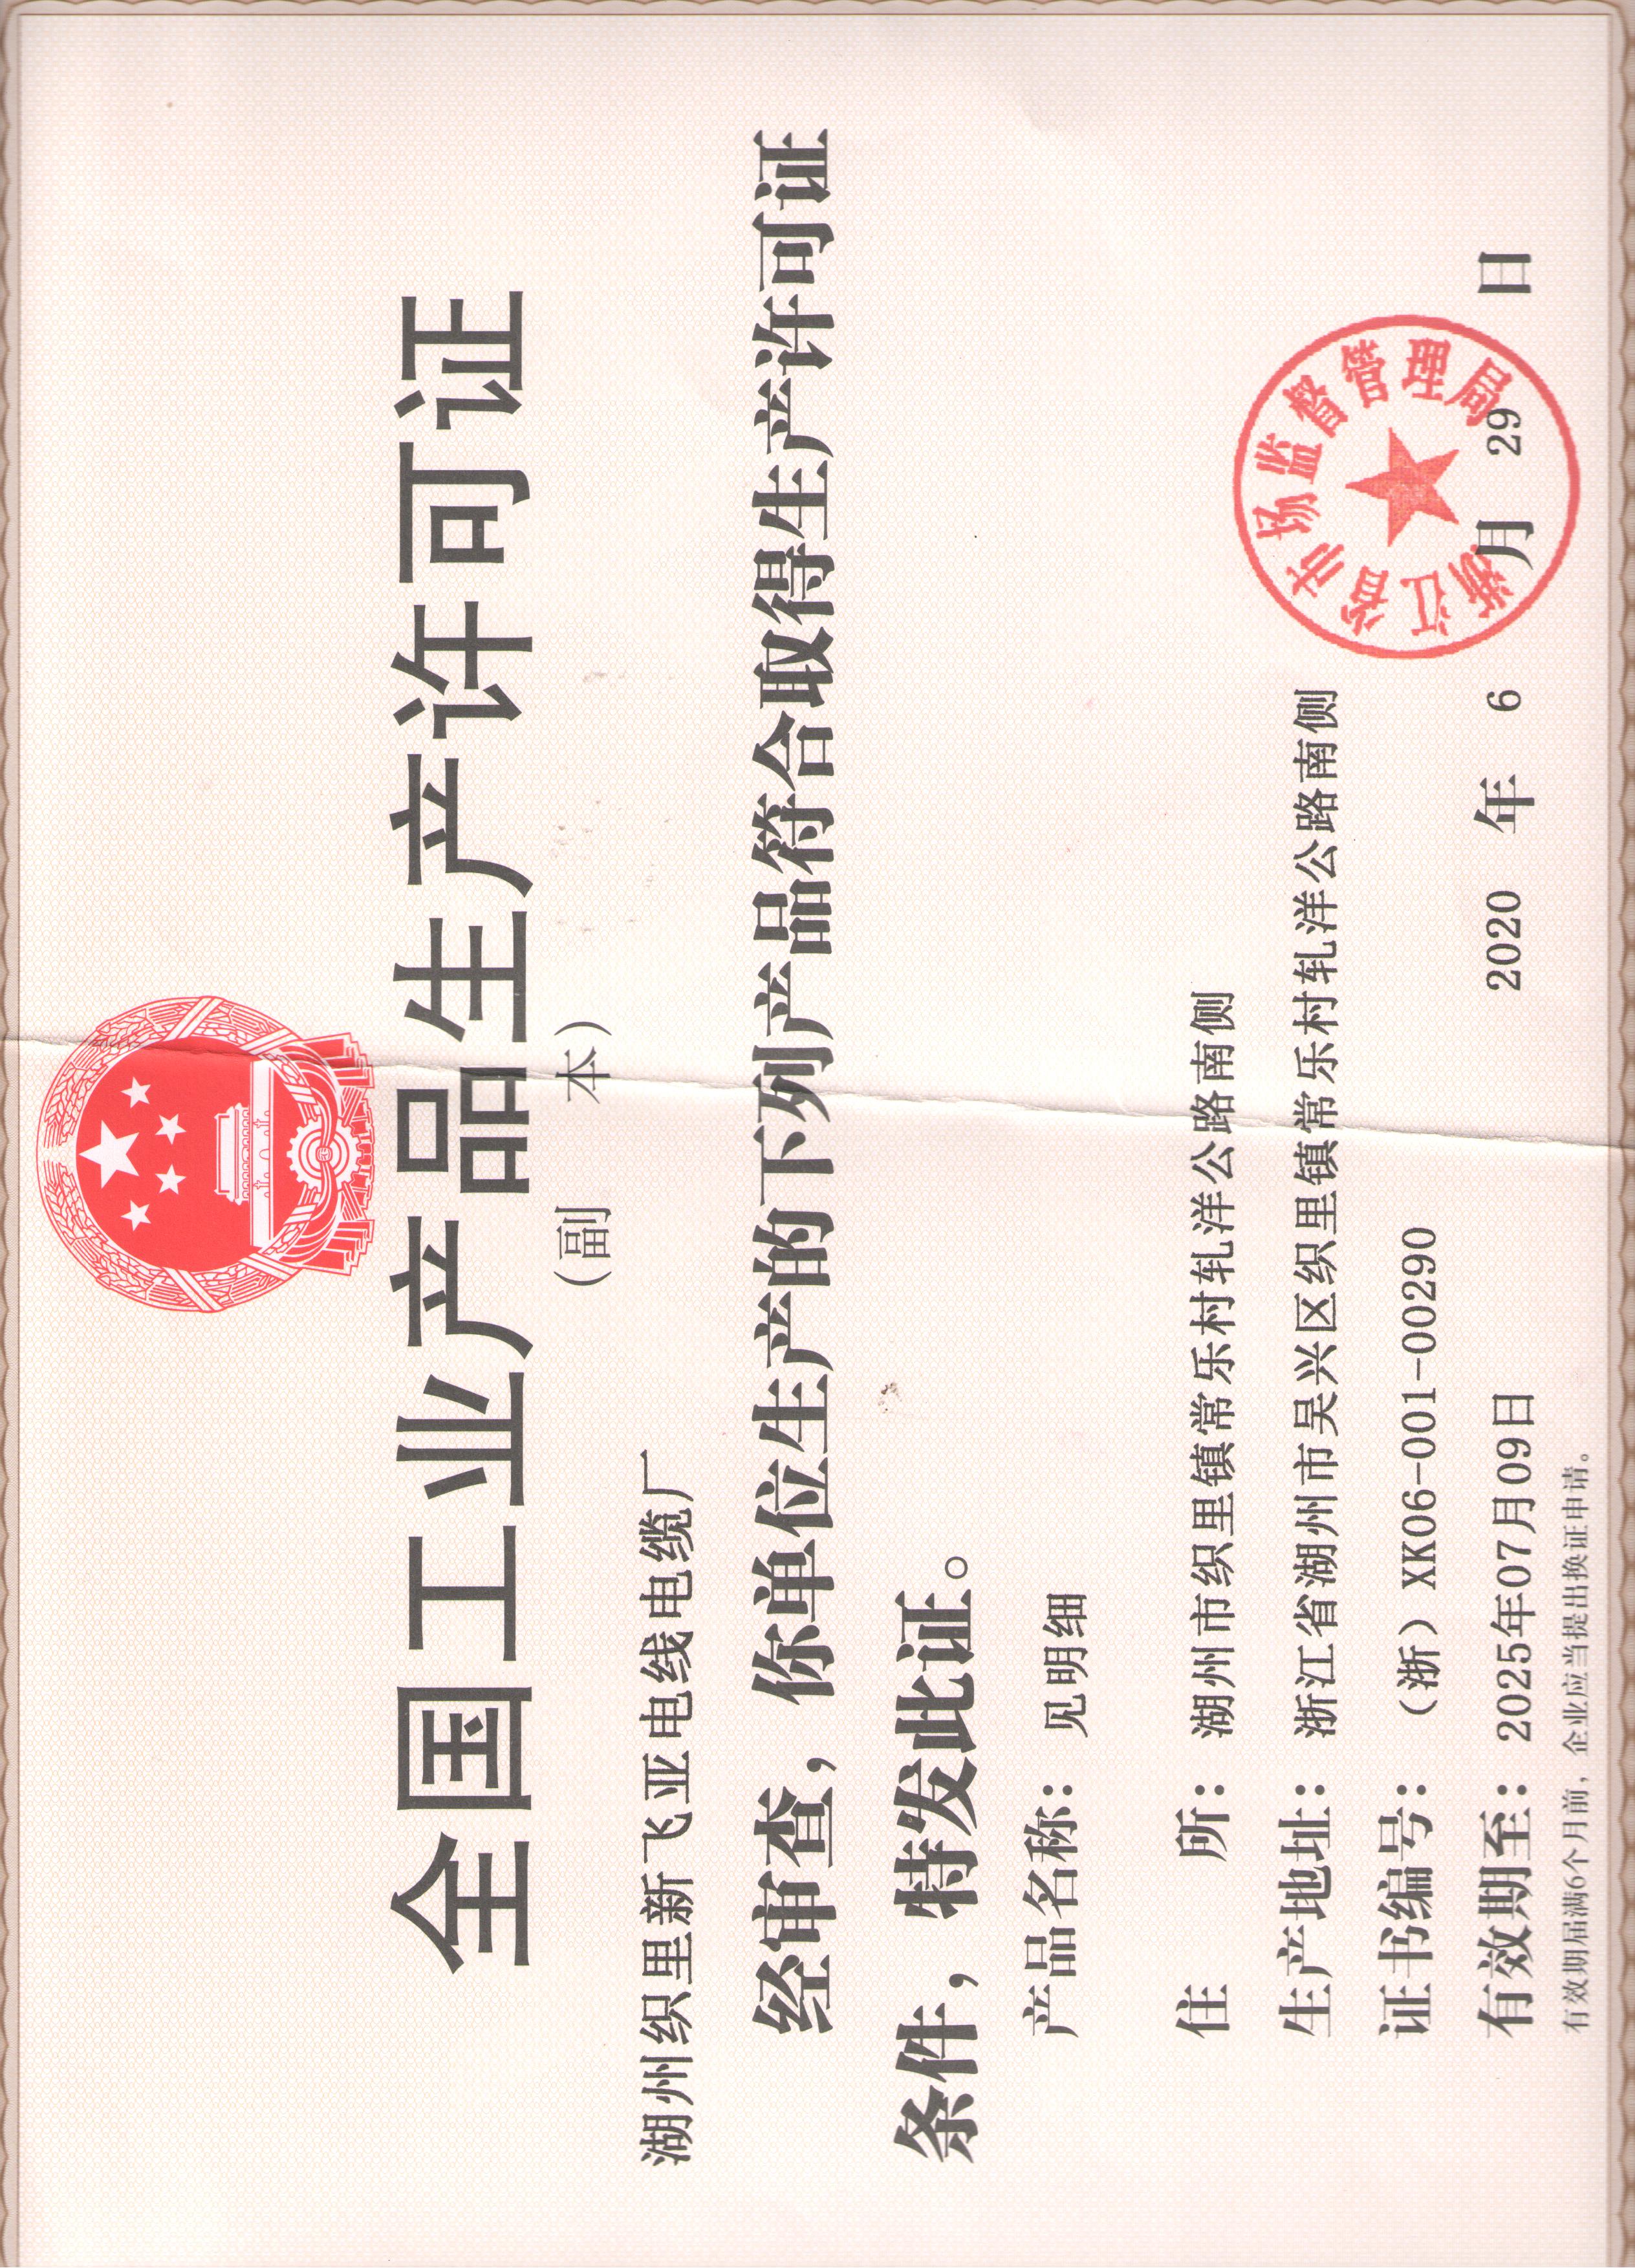 全国工业产品生产许可证
（副 本）
湖州织里新飞亚电线电缆厂
经审查，你单位生产的下列产品符合取得生产许可证
条件，特发此证。
产品名称：见明细
住 所：湖州市织里镇常乐村轧洋公路南侧
生产地址：浙江省湖州市吴兴区织里镇常乐村轧洋公路南侧
证书编号：（浙）XK06-001-00290
有效期至：2025年07月09日
2020 年 6 月 29 日
浙江省市场监督管理局
有效期届满6个月前，企业应当提出换证申请。